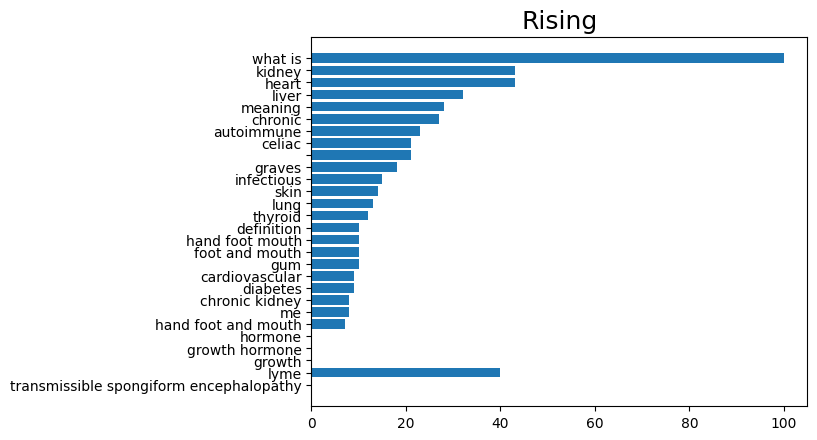 Rising
what is
kidney
heart
liver
meaning
chronic
autoimmune
celiac
graves
infectious
skin
lung
thyroid
definition
hand foot mouth
foot and mouth
gum
cardiovascular
diabetes
chronic kidney
me
hand foot and mouth
hormone
growth hormone
growth
lyme
transmissible spongiform encephalopathy
0 20 40 60 80 100